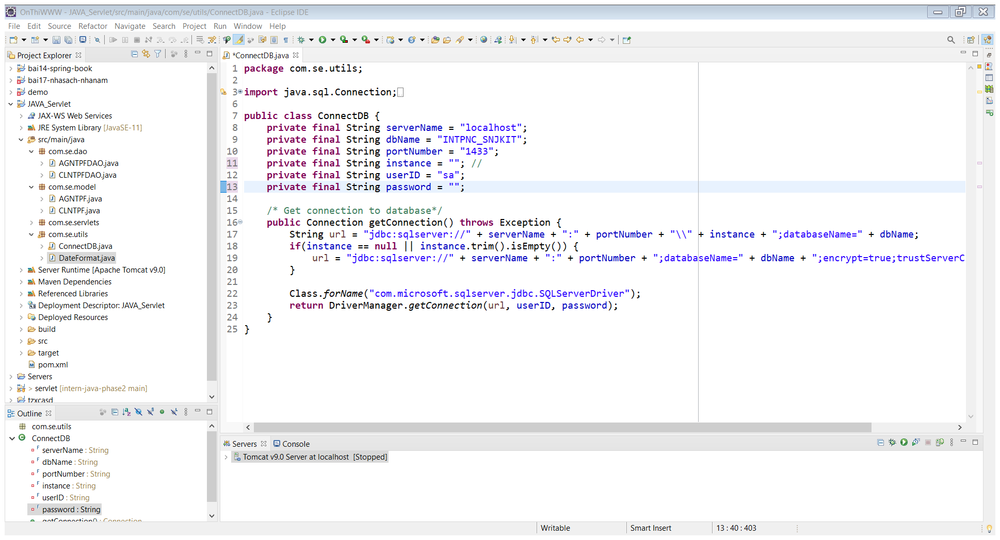 OnThiWWW - JAVA_Servlet/src/main/java/com/se/utils/ConnectDB.java - Eclipse IDE
File Edit Source Refactor Navigate Search Project Run Window Help
Project Explorer
bai14-spring-book
bai17-nhasach-nhanam
demo
JAVA_Servlet
JAX-WS Web Services
JRE System Library [JavaSE-11]
src/main/java
com.se.dao
AGNTPFDAO.java
CLNTPFDAO.java
com.se.model
AGNTPF.java
CLNTPF.java
com.se.servlets
com.se.utils
ConnectDB.java
DateFormat.java
Server Runtime [Apache Tomcat v9.0]
Maven Dependencies
Referenced Libraries
Deployment Descriptor: JAVA_Servlet
Deployed Resources
build
src
target
pom.xml
Servers
> servlet [intern-java-phase2 main]
tzxcasd
Outline
com.se.utils
ConnectDB
serverName : String
dbName : String
portNumber : String
instance : String
userID : String
password : String
getConnection() : Connection
*ConnectDB.java
1 package com.se.utils;
2
3 import java.sql.Connection;
6
7 public class ConnectDB {
8 private final String serverName = "localhost";
9 private final String dbName = "INTPNC_SNJKIT";
10 private final String portNumber = "1433";
11 private final String instance = ""; //
12 private final String userID = "sa";
13 private final String password = "";
14
15 /* Get connection to database*/
16 public Connection getConnection() throws Exception {
17 String url = "jdbc:sqlserver://" + serverName + ":" + portNumber + "\\" + instance + ";databaseName=" + dbName;
18 if(instance == null || instance.trim().isEmpty()) {
19 url = "jdbc:sqlserver://" + serverName + ":" + portNumber + ";databaseName=" + dbName + ";encrypt=true;trustServerC
20 }
21
22 Class.forName("com.microsoft.sqlserver.jdbc.SQLServerDriver");
23 return DriverManager.getConnection(url, userID, password);
24 }
25 }
Servers Console
Tomcat v9.0 Server at localhost [Stopped]
Writable Smart Insert 13 : 40 : 403